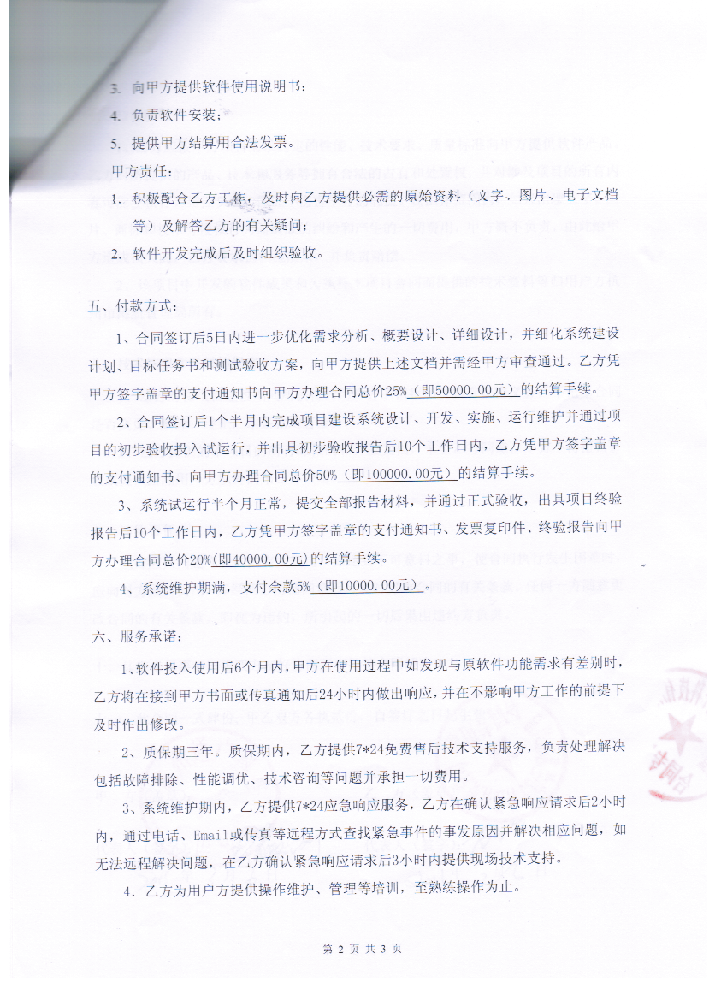 3. 向甲方提供软件使用说明书;
4. 负责软件安装;
5. 提供甲方结算用合法发票。
甲方责任:
1. 积极配合乙方工作，及时向乙方提供必需的原始资料（文字、图片、电子文档
等）及解答乙方的有关疑问;
2. 软件开发完成后及时组织验收。
五、付款方式:
1、合同签订后5日内进一步优化需求分析、概要设计、详细设计，并细化系统建设
计划、目标任务书和测试验收方案，向甲方提供上述文档并需经甲方审查通过。乙方凭
甲方签字盖章的支付通知书向甲方办理合同总价25%（即50000.00元）的结算手续。
2、合同签订后1个半月内完成项目建设系统设计、开发、实施、运行维护并通过项
目的初步验收投入试运行，并出具初步验收报告后10个工作日内，乙方凭甲方签字盖章
的支付通知书、向甲方办理合同总价50%（即100000.00元）的结算手续。
3、系统试运行半个月正常，提交全部报告材料，并通过正式验收，出具项目终验
报告后10个工作日内，乙方凭甲方签字盖章的支付通知书、发票复印件、终验报告向甲
方办理合同总价20%(即40000.00元)的结算手续。
4、系统维护期满，支付余款5%（即10000.00元）。
六、服务承诺:
1、软件投入使用后6个月内，甲方在使用过程中如发现与原软件功能需求有差别时，
乙方将在接到甲方书面或传真通知后24小时内做出响应，并在不影响甲方工作的前提下
及时作出修改。
2、质保期三年。质保期内，乙方提供7*24免费售后技术支持服务，负责处理解决
包括故障排除、性能调优、技术咨询等问题并承担一切费用。
3、系统维护期内，乙方提供7*24应急响应服务，乙方在确认紧急响应请求后2小时
内，通过电话、Email或传真等远程方式查找紧急事件的事发原因并解决相应问题，如
无法远程解决问题，在乙方确认紧急响应请求后3小时内提供现场技术支持。
4. 乙方为用户方提供操作维护、管理等培训，至熟练操作为止。
第 2 页 共 3 页